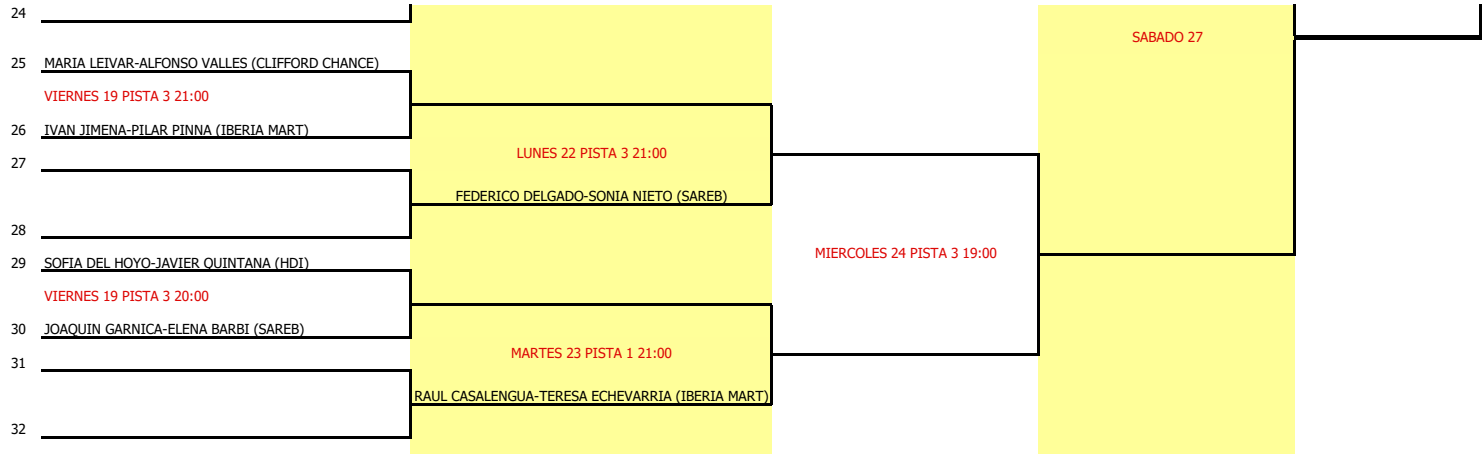 24
SABADO 27
25 MARIA LEIVAR-ALFONSO VALLES (CLIFFORD CHANCE)
VIERNES 19 PISTA 3 21:00
26 IVAN JIMENA-PILAR PINNA (IBERIA MART)
LUNES 22 PISTA 3 21:00
27
FEDERICO DELGADO-SONIA NIETO (SAREB)
28
MIERCOLES 24 PISTA 3 19:00
29 SOFIA DEL HOYO-JAVIER QUINTANA (HDI)
VIERNES 19 PISTA 3 20:00
30 JOAQUIN GARNICA-ELENA BARBI (SAREB)
MARTES 23 PISTA 1 21:00
31
RAUL CASALENGUA-TERESA ECHEVARRIA (IBERIA MART)
32